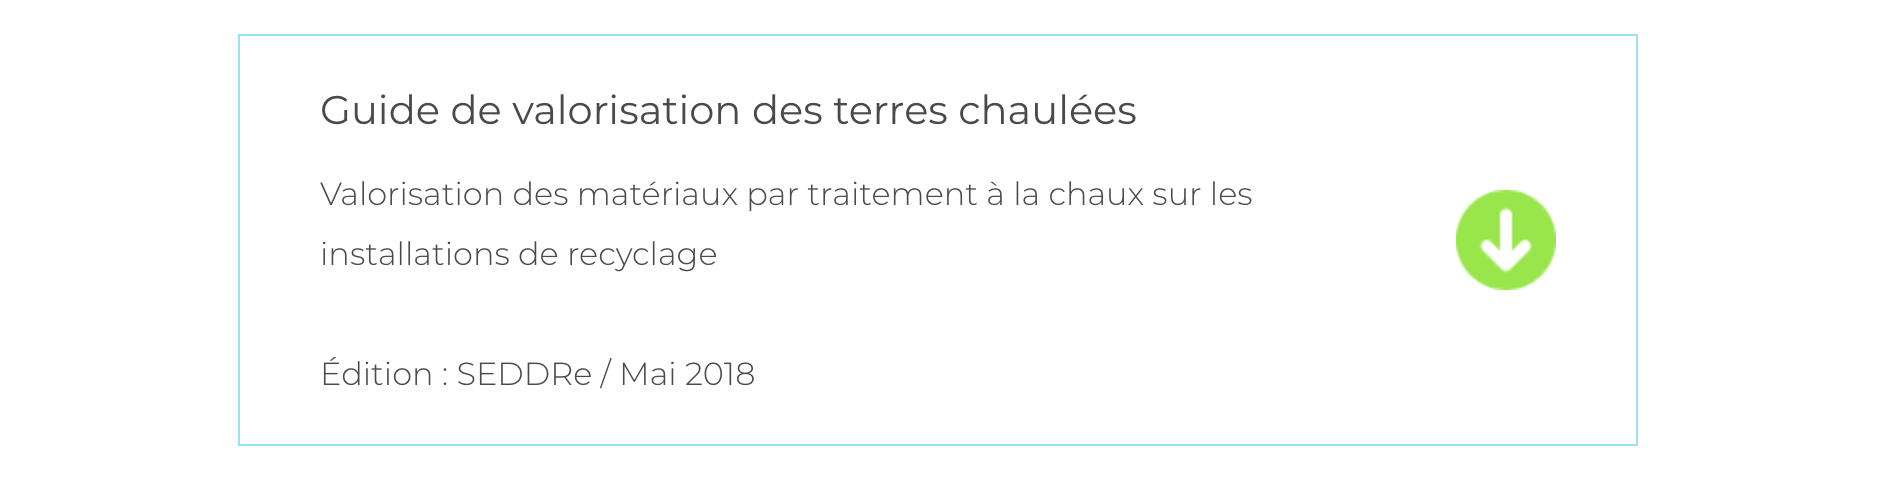 Guide de valorisation des terres chaulées
Valorisation des matériaux par traitement à la chaux sur les
installations de recyclage
Édition : SEDDRe / Mai 2018